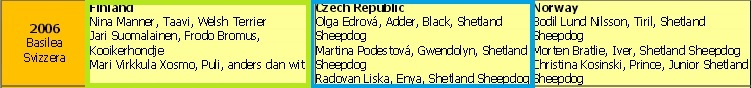 2006
Basilea
Svizzera
Finland
Nina Manner, Taavi, Welsh Terrier
Jari Suomalainen, Frodo Bromus,
Kooikerhondje
Mari Virkkula Xosmo, Puli, anders dan wit
Czech Republic
Olga Edrová, Adder, Black, Shetland
Sheepdog
Martina Podestová, Gwendolyn, Shetland
Sheepdog
Radovan Liska, Enya, Shetland Sheepdog
Norway
Bodil Lund Nilsson, Tiril, Shetland
Sheepdog
Morten Bratlie, Iver, Shetland Sheepdog
Christina Kosinski, Prince, Junior Shetland
Sheepdog